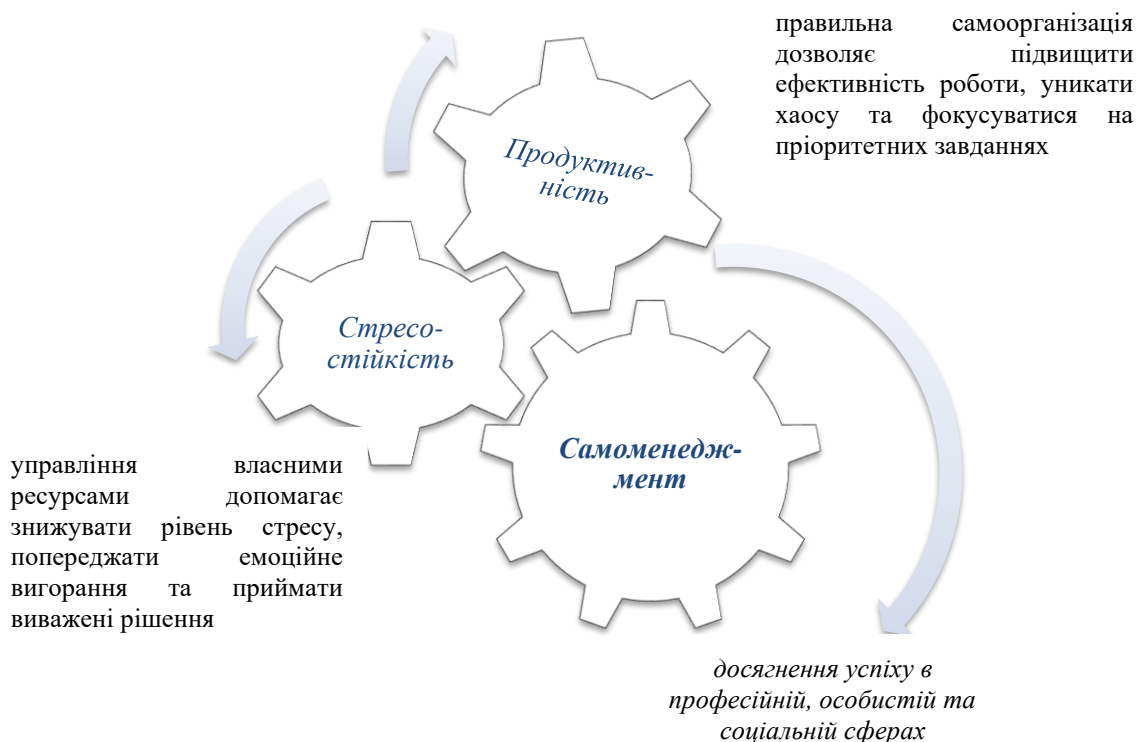 правильна самоорганізація
дозволяє підвищити
ефективність роботи, уникати
хаосу та фокусуватися на
пріоритетних завданнях
Продуктив-
ність
Стресо-
стійкість
Самоменедж-
мент
управління власними
ресурсами допомагає
знижувати рівень стресу,
попереджати емоційне
вигорання та приймати
виважені рішення
досягнення успіху в
професійній, особистій та
соціальній сферах